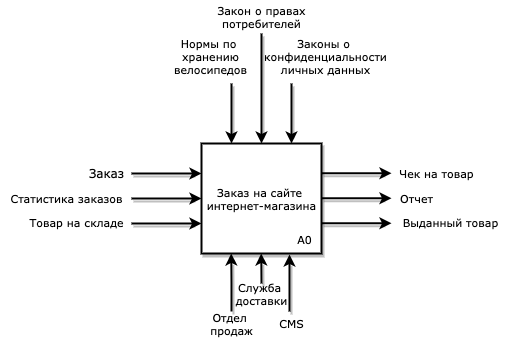 Закон о правах
потребителей
Нормы по
хранению
велосипедов
Законы о
конфиденциальности
личных данных
Заказ
Статистика заказов
Товар на складе
Заказ на сайте
интернет-магазина
A0
Чек на товар
Отчет
Выданный товар
Служба
доставки
Отдел
продаж
CMS